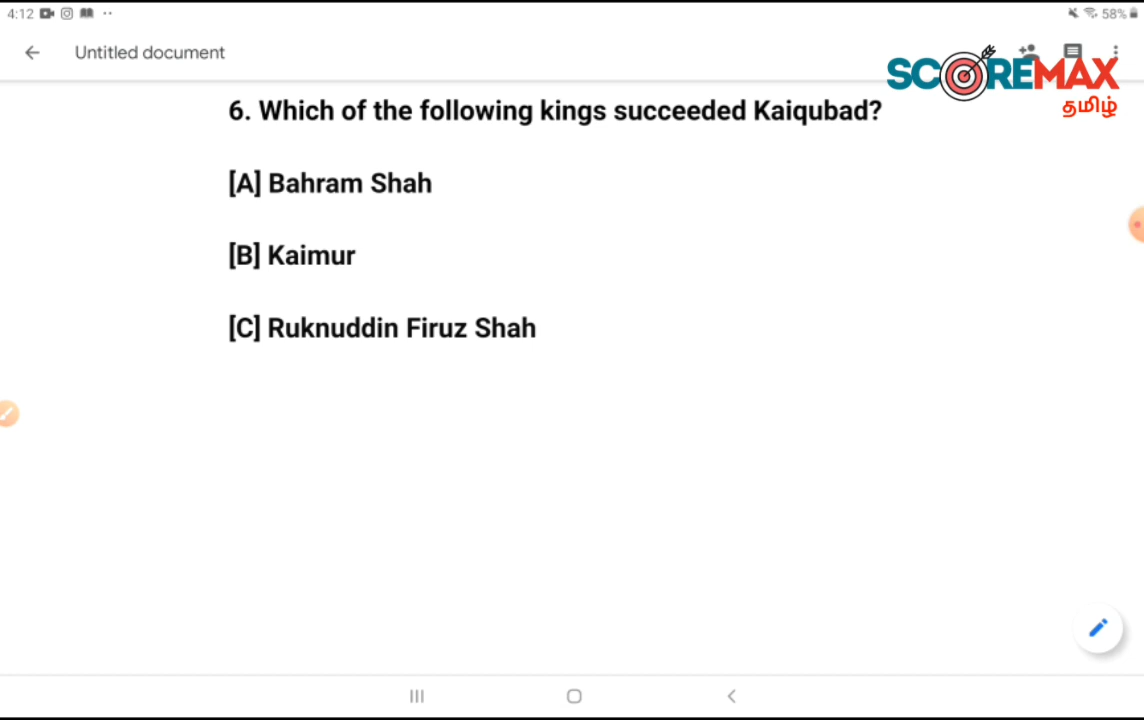 4:12
58%
Untitled document
SCOREMAX
தமிழ்
6. Which of the following kings succeeded Kaiqubad?
[A] Bahram Shah
[B] Kaimur
[C] Ruknuddin Firuz Shah